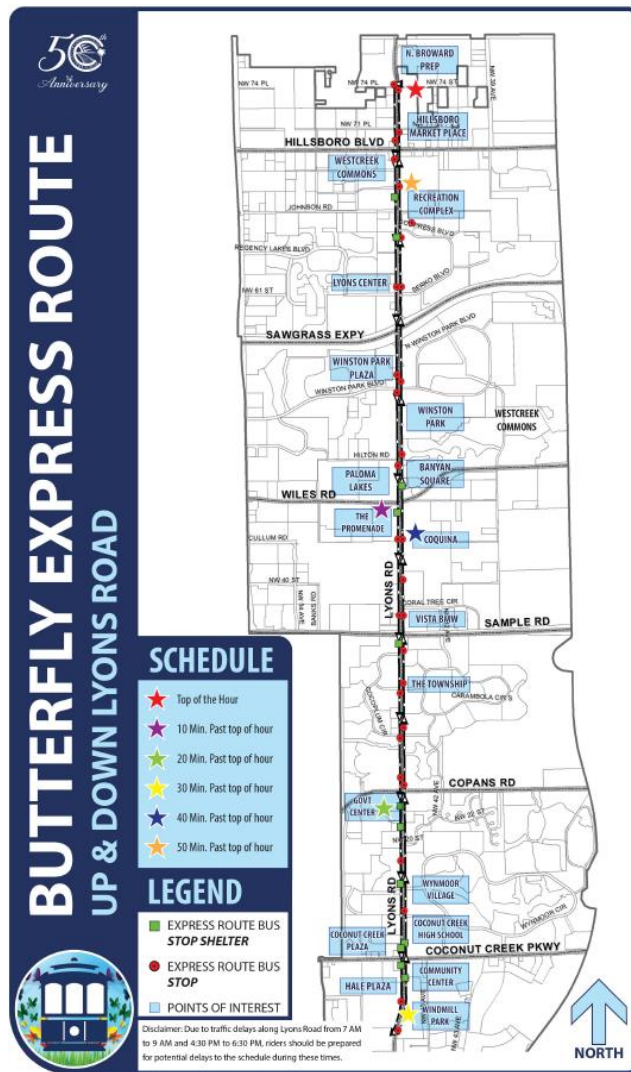 50th
Anniversary
BUTTERFLY EXPRESS ROUTE
UP & DOWN LYONS ROAD
N. BROWARD
PREP
NW 74 PL
NW 74 PL
NW 74 ST
NW 39 AVE
NW 71 PL
HILLSBORO
MARKET PLACE
HILLSBORO BLVD
WESTCREEK
COMMONS
RECREATION
COMPLEX
JOHNSON RD
REGENCY LAKES BLVD
LYONS CENTER
NW 61 ST
SAWGRASS EXPY
N WINSTON PARK BLVD
WINSTON PARK
PLAZA
WINSTON PARK BLVD
WINSTON
PARK
WESTCREEK
COMMONS
HILTON RD
PALOMA
LAKES
BANYAN
SQUARE
WILES RD
THE
PROMENADE
CULLUM RD
COQUINA
LYONS RD
NW 40 ST
BANKS RD
CORAL TREE CIR
VISTA BMW
SAMPLE RD
THE TOWNSHIP
CARAMBOLA CIR S
COCOPLUM CIR
COPANS RD
NW 42 AVE
GOVT
CENTER
NW 22 ST
NW 20 ST
LYONS RD
WYNMOOR
VILLAGE
WYNMOOR CIR
COCONUT CREEK
PLAZA
COCONUT CREEK
HIGH SCHOOL
COCONUT CREEK PKWY
HALE PLAZA
COMMUNITY
CENTER
WINDMILL
PARK
NORTH
SCHEDULE
Top of the Hour
10 Min. Past top of hour
20 Min. Past top of hour
30 Min. Past top of hour
40 Min. Past top of hour
50 Min. Past top of hour
LEGEND
EXPRESS ROUTE BUS
STOP SHELTER
EXPRESS ROUTE BUS
STOP
POINTS OF INTEREST
Disclaimer: Due to traffic delays along Lyons Road from 7 AM
to 9 AM and 4:30 PM to 6:30 PM, riders should be prepared
for potential delays to the schedule during these times.